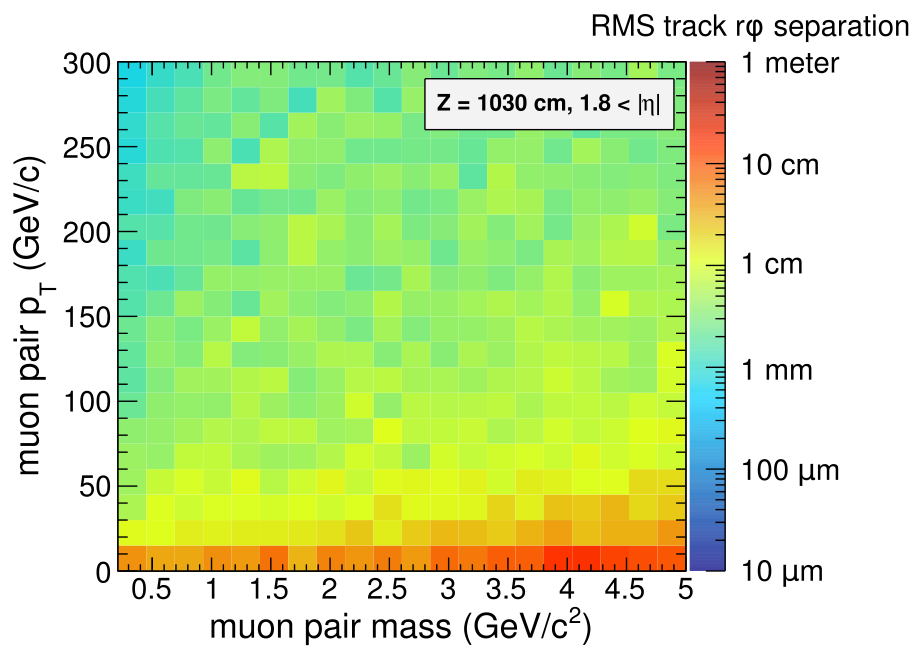 RMS track rφ separation
300
250
200
150
100
50
0
muon pair p_T (GeV/c)
Z = 1030 cm, 1.8 < |η|
1 meter
10 cm
1 cm
1 mm
100 μm
10 μm
0.5 1 1.5 2 2.5 3 3.5 4 4.5 5
muon pair mass (GeV/c²)